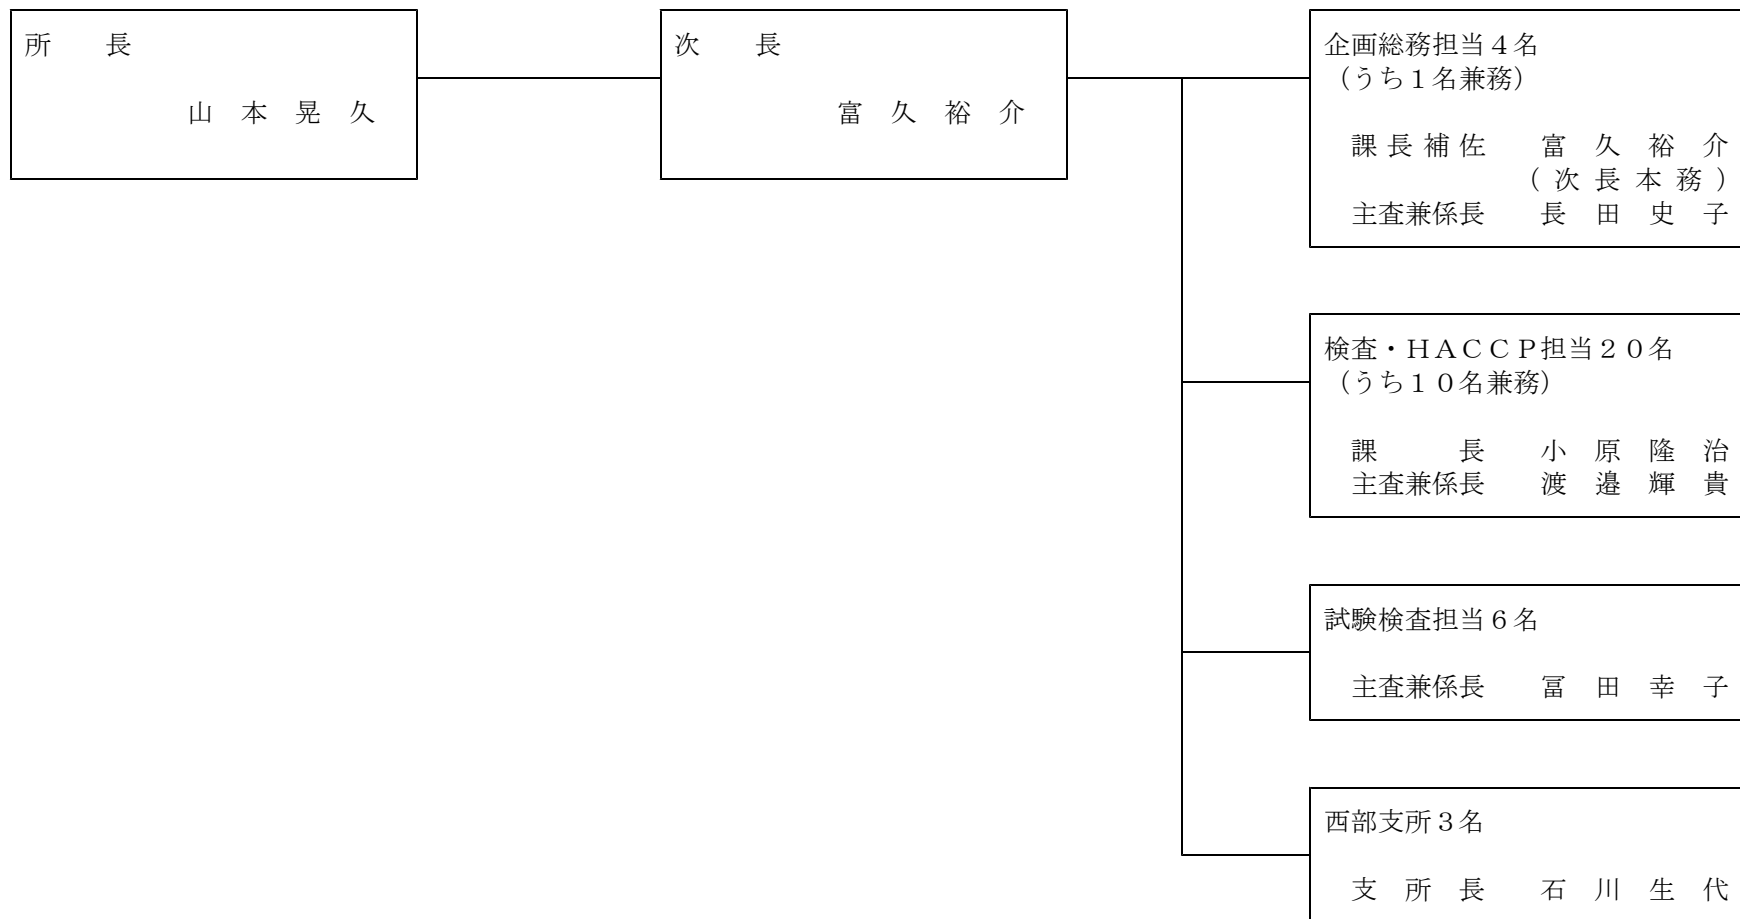 所　　長
山　本　晃　久
次　　長
富　久　裕　介
企画総務担当４名
（うち１名兼務）
課長補佐　　富　久　裕　介
（次長本務）
主査兼係長　　長　田　史　子
検査・ＨＡＣＣＰ担当２０名
（うち１０名兼務）
課　　　長　　小　原　隆　治
主査兼係長　　渡　邉　輝　貴
試験検査担当６名
主査兼係長　　冨　田　幸　子
西部支所３名
支　所　長　　石　川　生　代